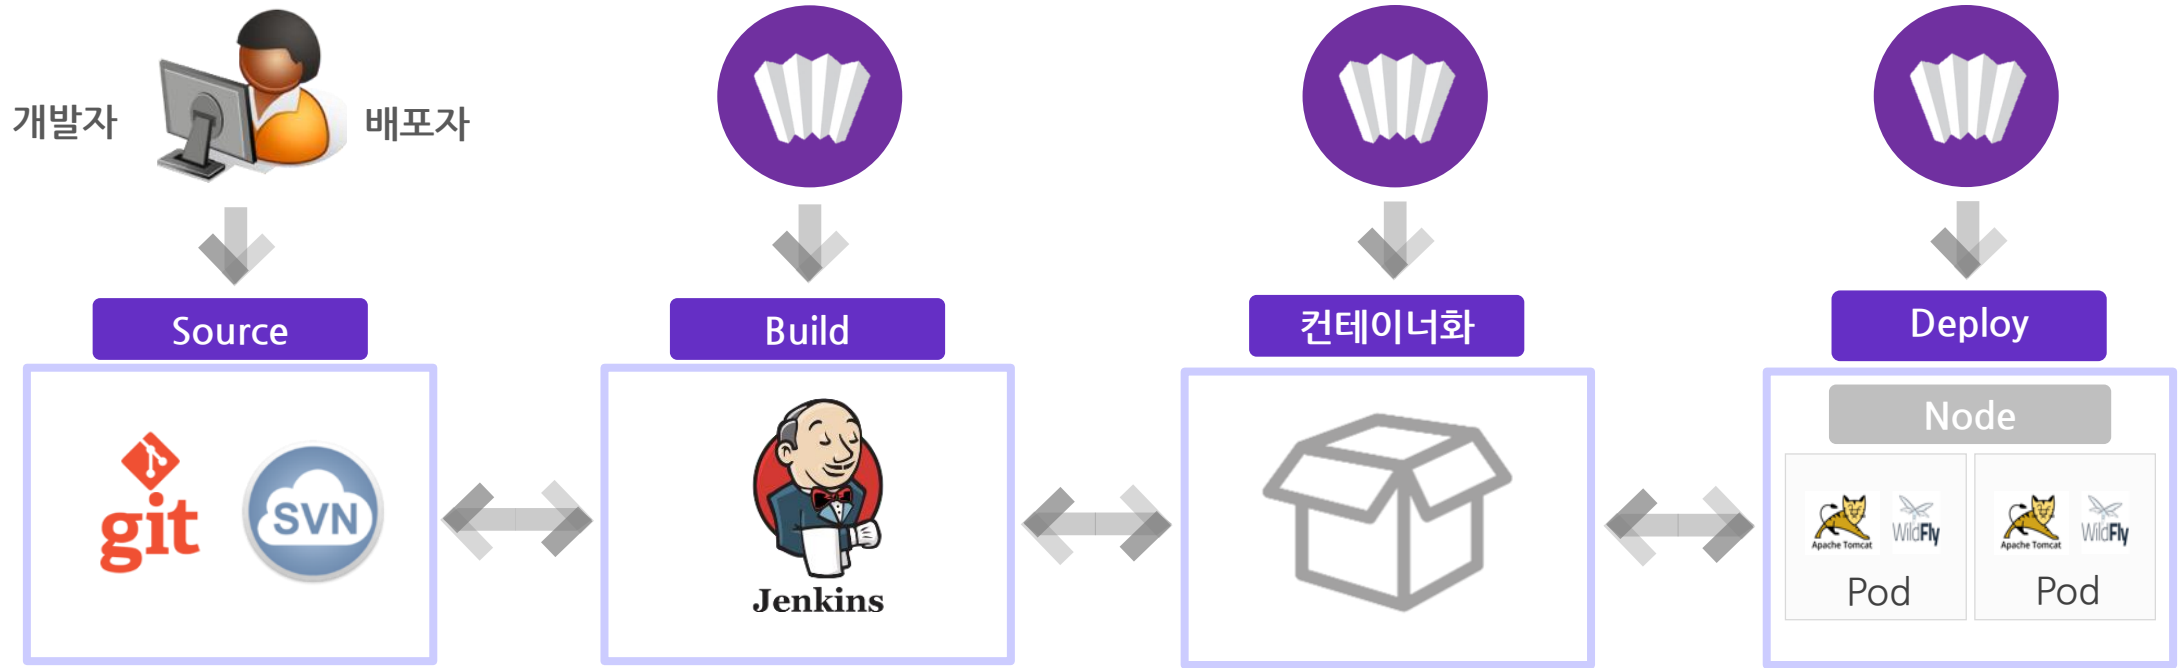 개발자
배포자
Source
Build
컨테이너화
Deploy
git
SVN
Jenkins
Node
Apache Tomcat
WildFly
Pod
Apache Tomcat
WildFly
Pod